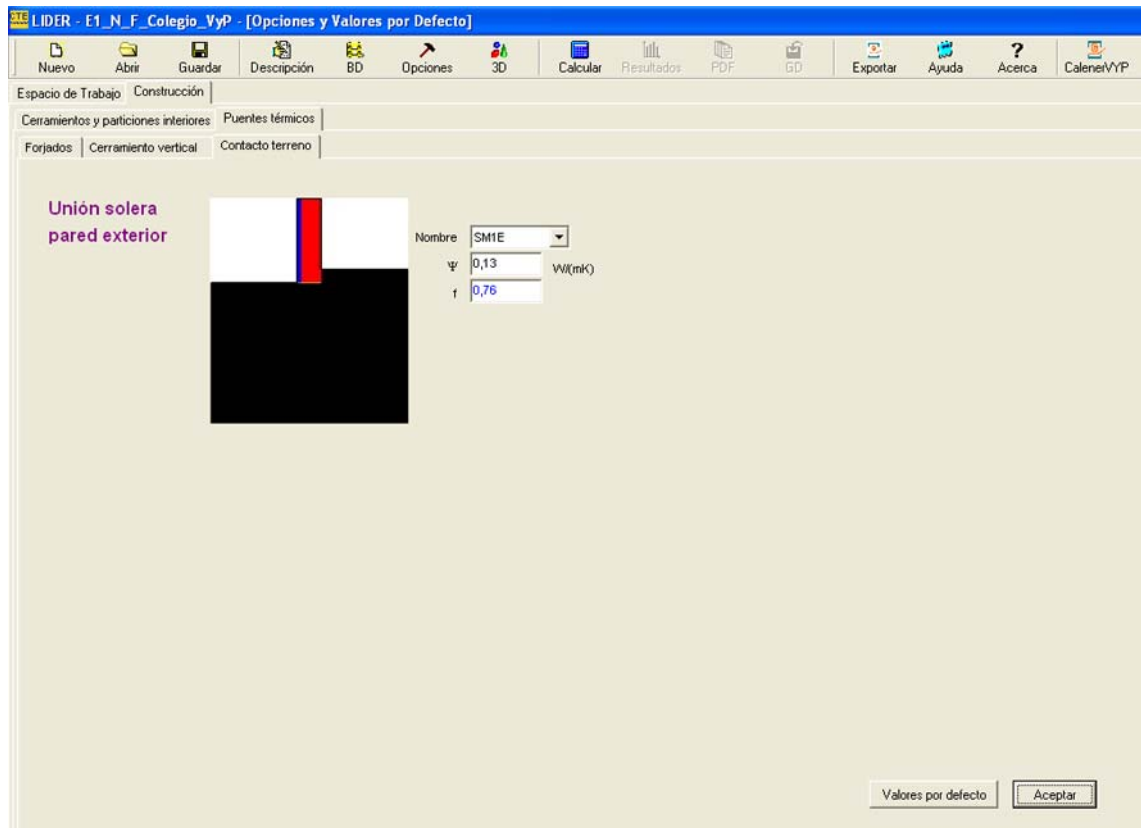 CTE LIDER - E1_N_F_Colegio_VyP - [Opciones y Valores por Defecto]
Nuevo Abrir Guardar Descripción BD Opciones 3D Calcular Resultados PDF GD Exportar Ayuda Acerca CalenerVYP
Espacio de Trabajo Construcción
Cerramientos y particiones interiores Puentes térmicos
Forjados Cerramiento vertical Contacto terreno
Unión solera
pared exterior
Nombre SM1E
Ψ 0,13 W/(mK)
f 0,76
Valores por defecto Aceptar